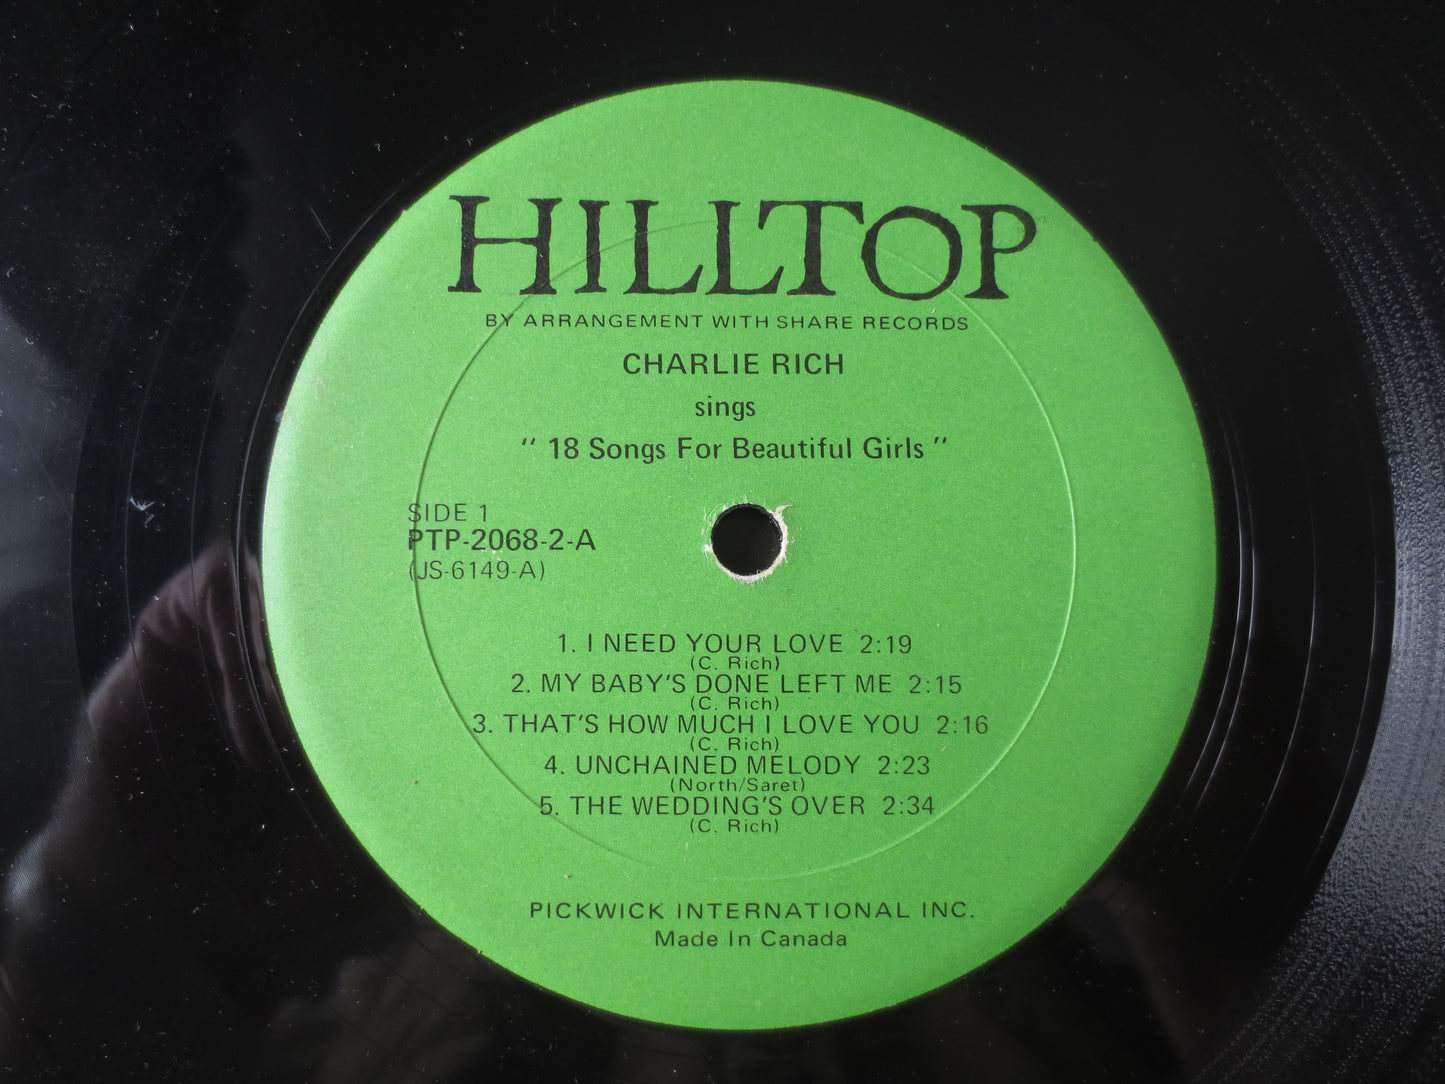 HILLTOP
BY ARRANGEMENT WITH SHARE RECORDS
CHARLIE RICH
sings
" 18 Songs For Beautiful Girls "
SIDE 1
PTP-2068-2-A
(JS-6149-A)
1. I NEED YOUR LOVE 2:19
(C. Rich)
2. MY BABY'S DONE LEFT ME 2:15
(C. Rich)
3. THAT'S HOW MUCH I LOVE YOU 2:16
(C. Rich)
4. UNCHAINED MELODY 2:23
(North/Saret)
5. THE WEDDING'S OVER 2:34
(C. Rich)
PICKWICK INTERNATIONAL INC.
Made In Canada